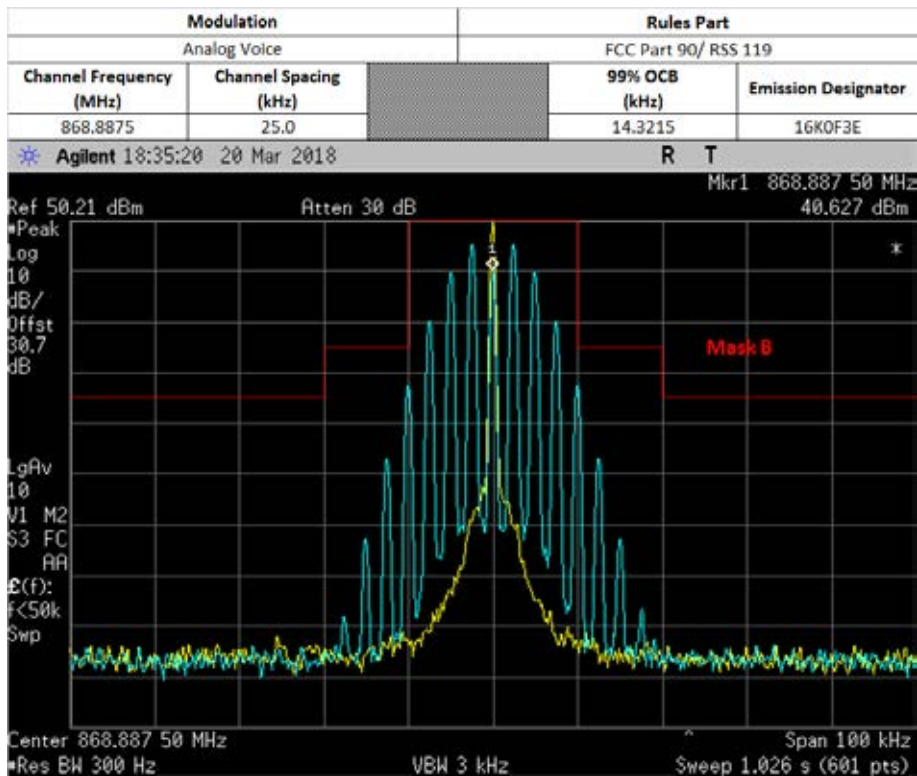 Modulation Rules Part
Analog Voice FCC Part 90/ RSS 119
Channel Frequency (MHz) Channel Spacing (kHz) 99% OCB (kHz) Emission Designator
868.8875 25.0 14.3215 16K0F3E
Agilent 18:35:20 20 Mar 2018 R T
Mkr1 868.887 50 MHz
Ref 50.21 dBm Atten 30 dB 40.627 dBm
#Peak
Log
10
dB/
Offst
30.7
dB
1
*
Mask B
LgAv
10
V1 M2
S3 FC
AA
£(f):
f<50k
Swp
Center 868.887 50 MHz ^ Span 100 kHz
#Res BW 300 Hz VBW 3 kHz Sweep 1.026 s (601 pts)